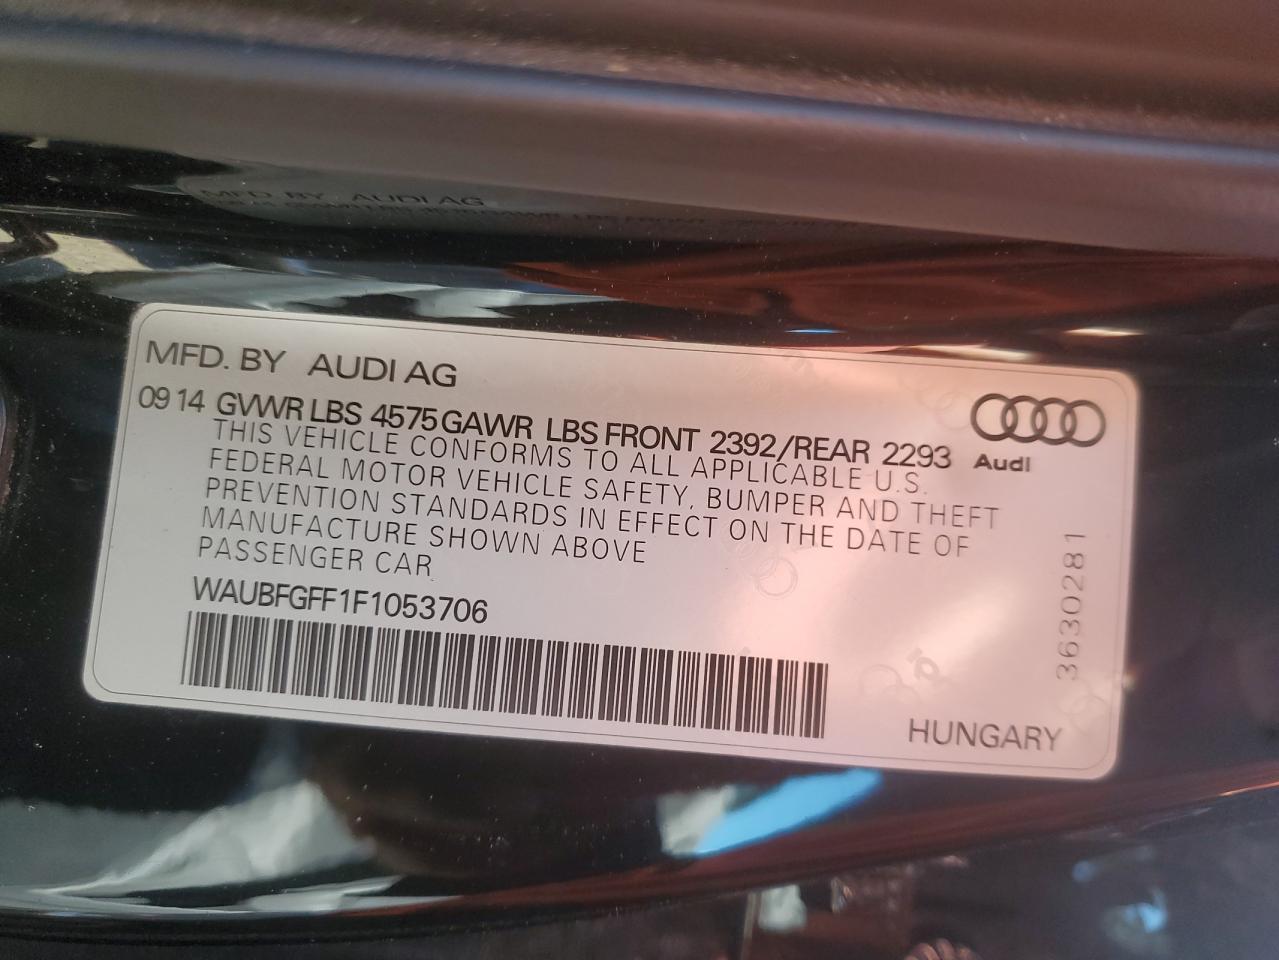 MFD. BY AUDI AG
09 14 GVWR LBS 4575 GAWR LBS FRONT 2392/REAR 2293
Audi
THIS VEHICLE CONFORMS TO ALL APPLICABLE U.S.
FEDERAL MOTOR VEHICLE SAFETY, BUMPER AND THEFT
PREVENTION STANDARDS IN EFFECT ON THE DATE OF
MANUFACTURE SHOWN ABOVE
PASSENGER CAR
WAUBFGFF1F1053706
3630281
HUNGARY